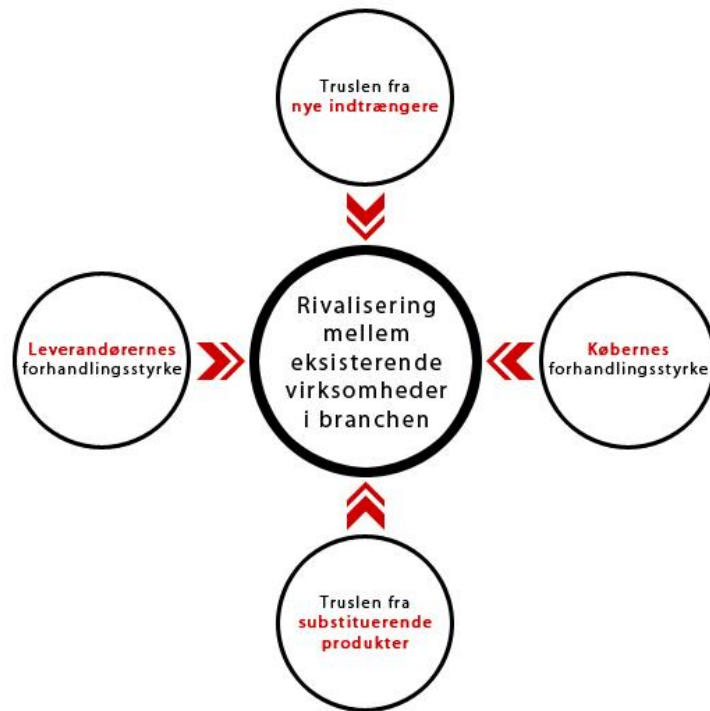 Truslen fra
nye indtrængere
Leverandørernes
forhandlingsstyrke
Rivalisering
mellem
eksisterende
virksomheder
i branchen
Købernes
forhandlingsstyrke
Truslen fra
substituerende
produkter